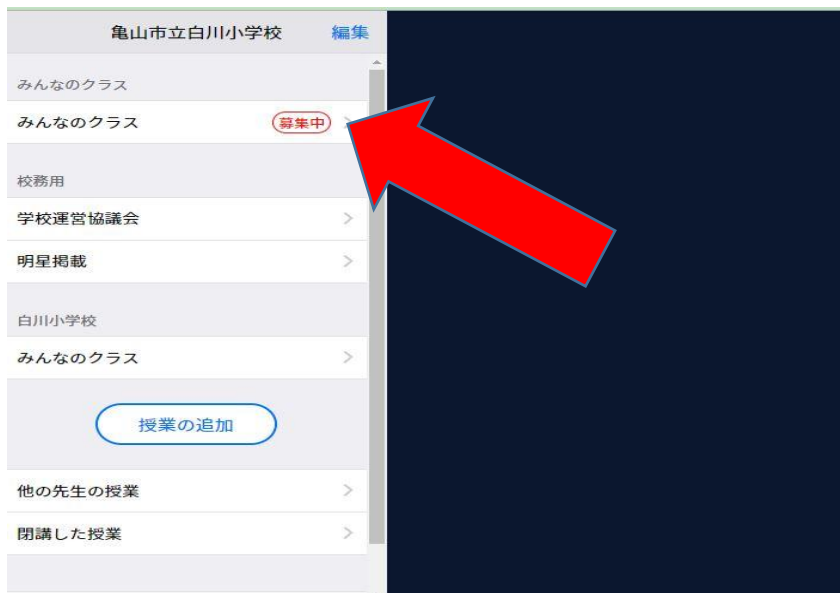 亀山市立白川小学校 編集
みんなのクラス
みんなのクラス 募集中
校務用
学校運営協議会
明星掲載
白川小学校
みんなのクラス
授業の追加
他の先生の授業
閉講した授業